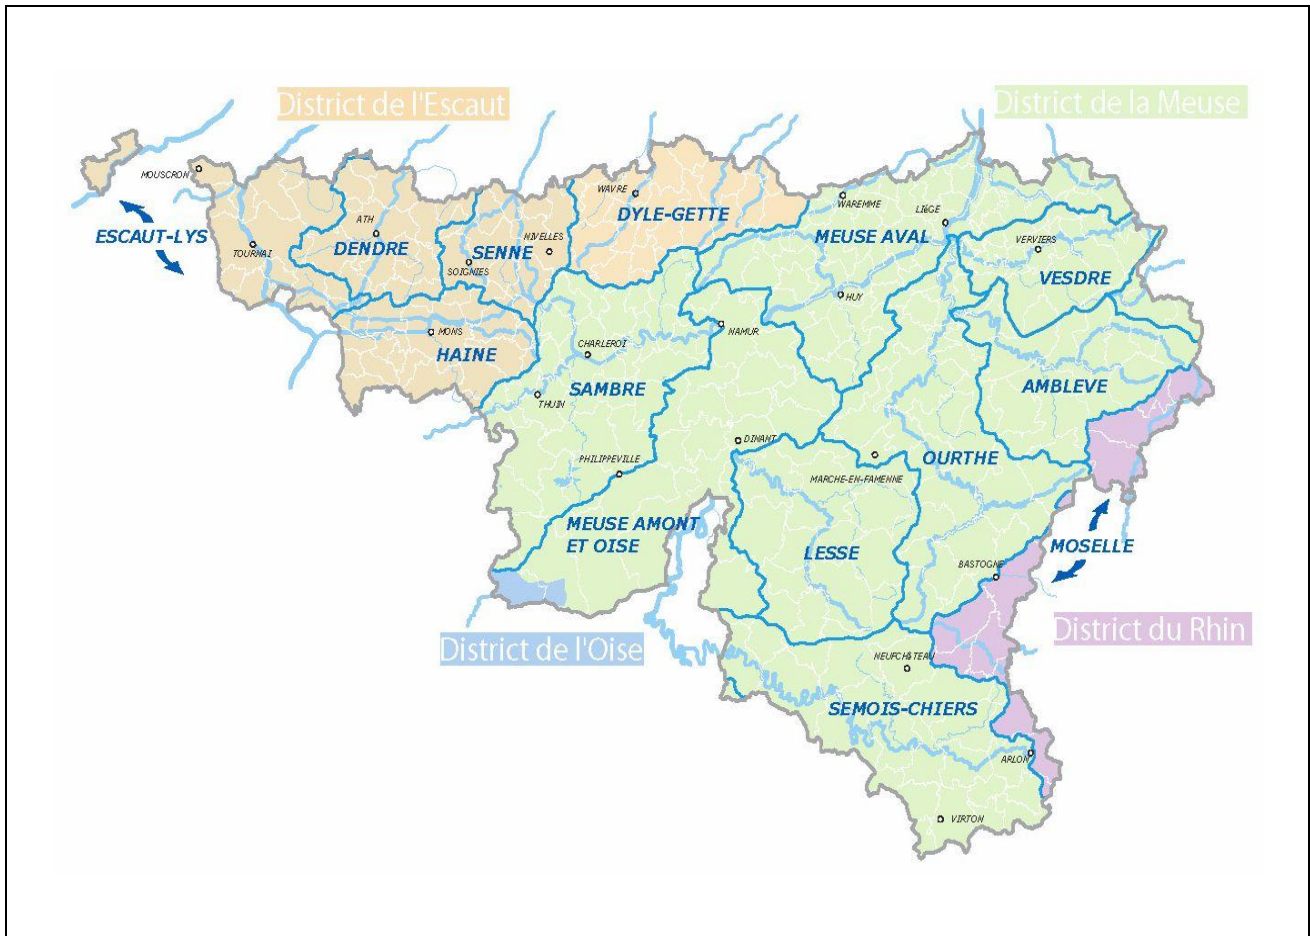 District de l'Escaut
District de la Meuse
MOUSCRON
WAVRE
WAREMME
DYLE-GETTE
LIÉGE
ATH
ESCAUT-LYS
MEUSE AVAL
NIVELLES
VERVIERS
DENDRE
SENNE
TOURNAI
SOIGNIES
VESDRE
HUY
MONS
NAMUR
CHARLEROI
HAINE
SAMBRE
AMBLEVE
THUIN
DINANT
PHILIPPEVILLE
OURTHE
MARCHE-EN-FAMENNE
MEUSE AMONT
ET OISE
LESSE
MOSELLE
BASTOGNE
District du Rhin
District de l'Oise
NEUFCHÂTEAU
SEMOIS-CHIERS
ARLON
VIRTON